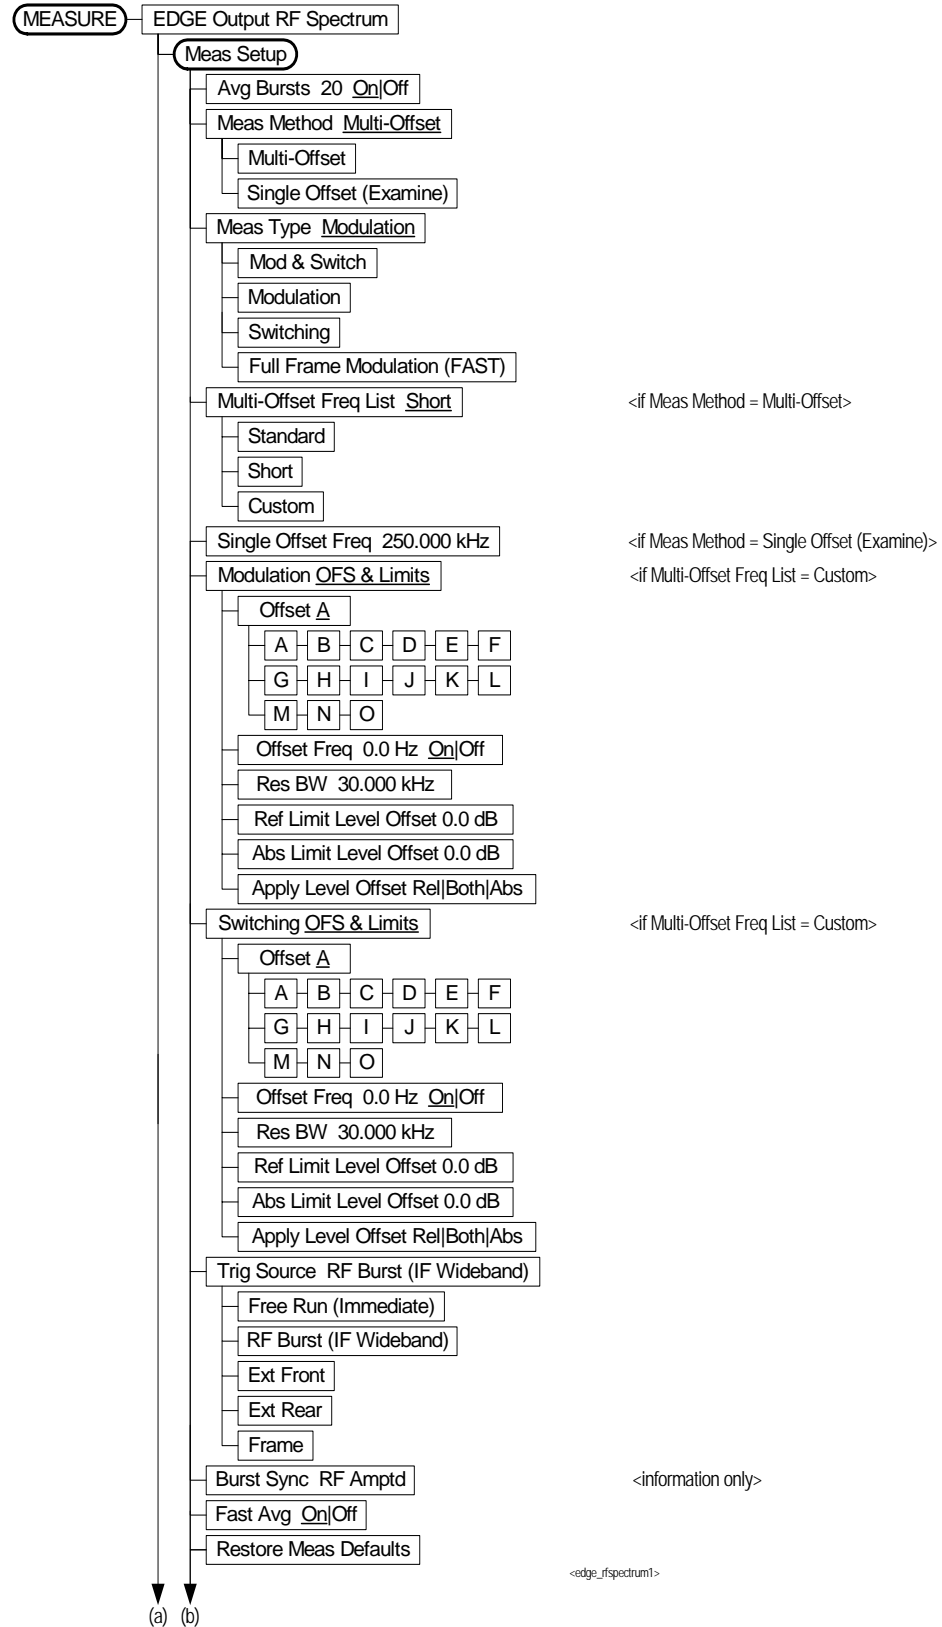 MEASURE EDGE Output RF Spectrum
Meas Setup
Avg Bursts 20 On|Off
Meas Method Multi-Offset
Multi-Offset
Single Offset (Examine)
Meas Type Modulation
Mod & Switch
Modulation
Switching
Full Frame Modulation (FAST)
Multi-Offset Freq List Short <if Meas Method = Multi-Offset>
Standard
Short
Custom
Single Offset Freq 250.000 kHz <if Meas Method = Single Offset (Examine)>
Modulation OFS & Limits <if Multi-Offset Freq List = Custom>
Offset A
A B C D E F
G H I J K L
M N O
Offset Freq 0.0 Hz On|Off
Res BW 30.000 kHz
Ref Limit Level Offset 0.0 dB
Abs Limit Level Offset 0.0 dB
Apply Level Offset Rel|Both|Abs
Switching OFS & Limits <if Multi-Offset Freq List = Custom>
Offset A
A B C D E F
G H I J K L
M N O
Offset Freq 0.0 Hz On|Off
Res BW 30.000 kHz
Ref Limit Level Offset 0.0 dB
Abs Limit Level Offset 0.0 dB
Apply Level Offset Rel|Both|Abs
Trig Source RF Burst (IF Wideband)
Free Run (Immediate)
RF Burst (IF Wideband)
Ext Front
Ext Rear
Frame
Burst Sync RF Amptd <information only>
Fast Avg On|Off
Restore Meas Defaults
<edge_rfspectrum1>
(a) (b)